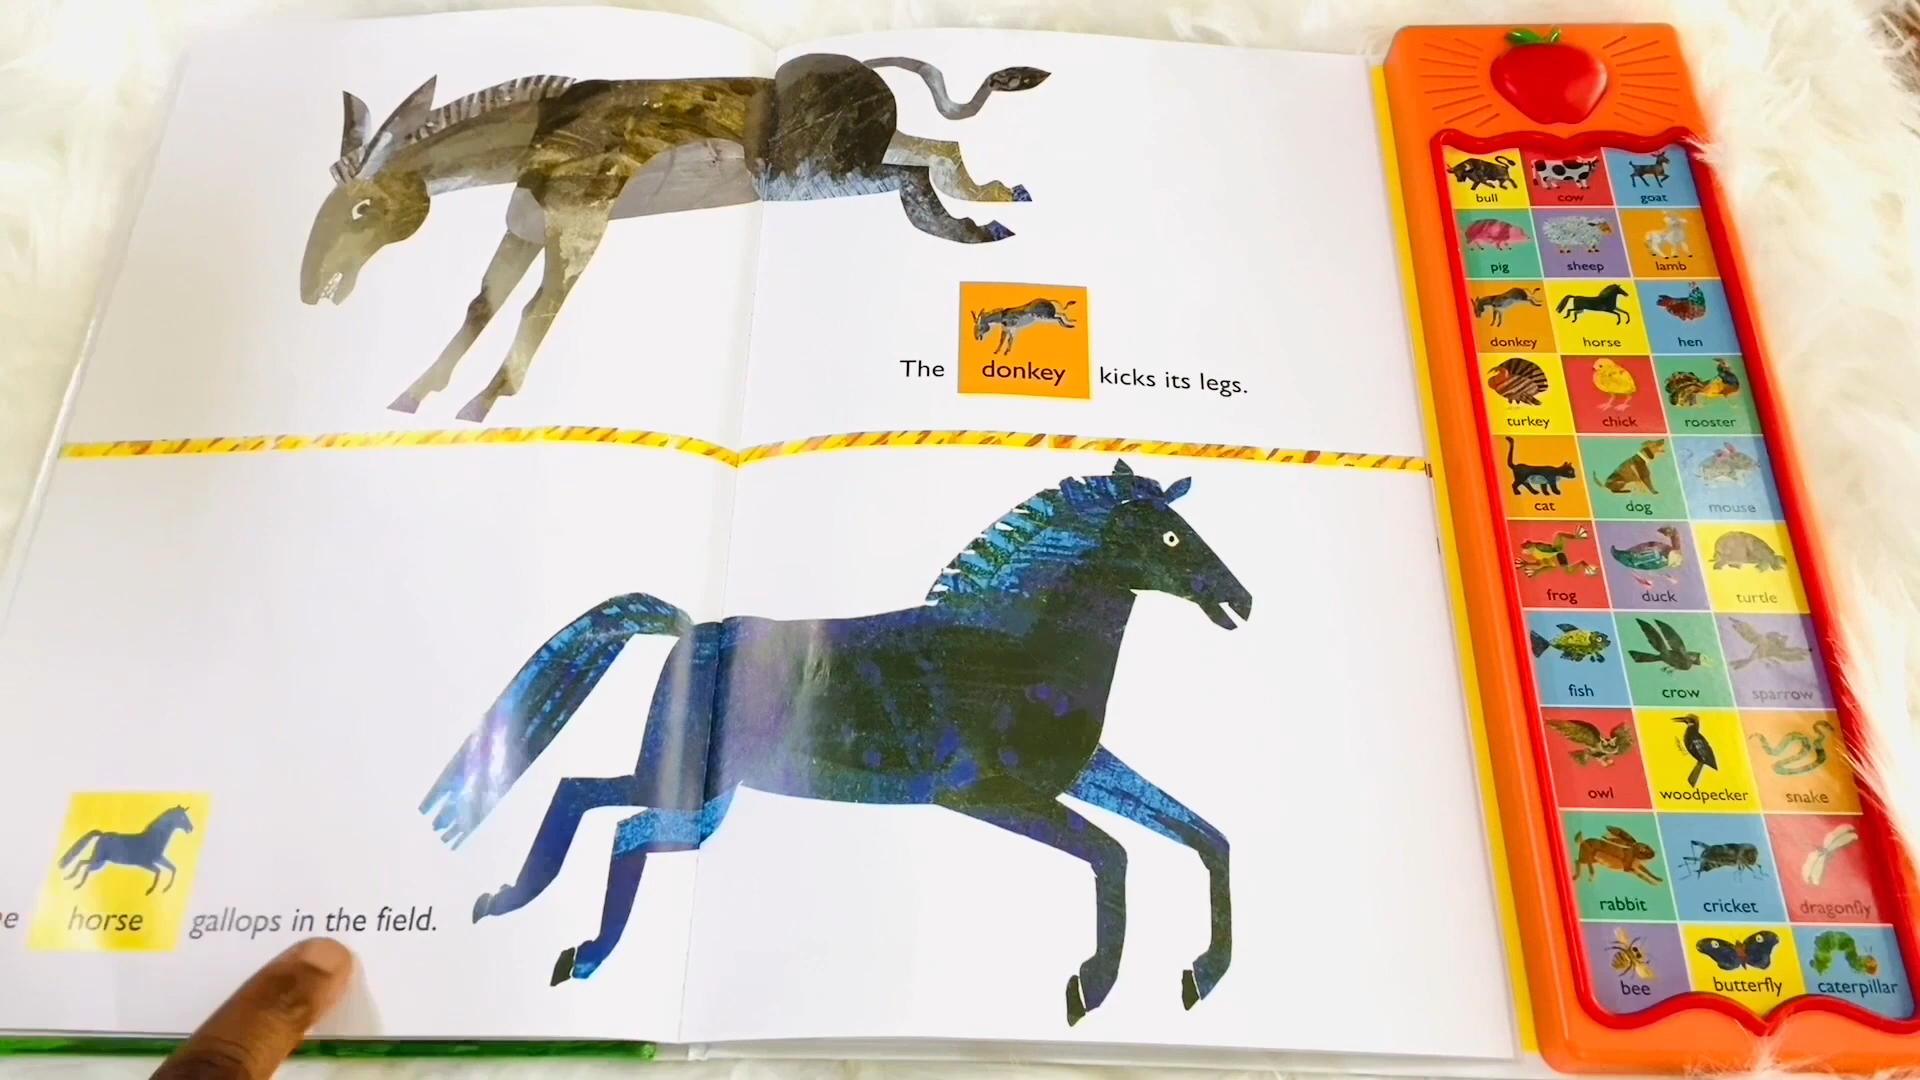 The donkey kicks its legs.
horse gallops in the field.
bull cow goat
pig sheep lamb
donkey horse hen
turkey chick rooster
cat dog mouse
frog duck turtle
fish crow sparrow
owl woodpecker snake
rabbit cricket dragonfly
bee butterfly caterpillar